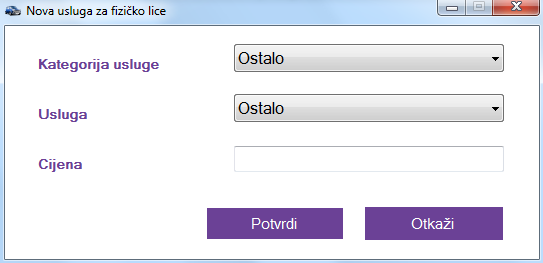 Nova usluga za fizičko lice
Kategorija usluge
Ostalo
Usluga
Ostalo
Cijena
Potvrdi
Otkaži